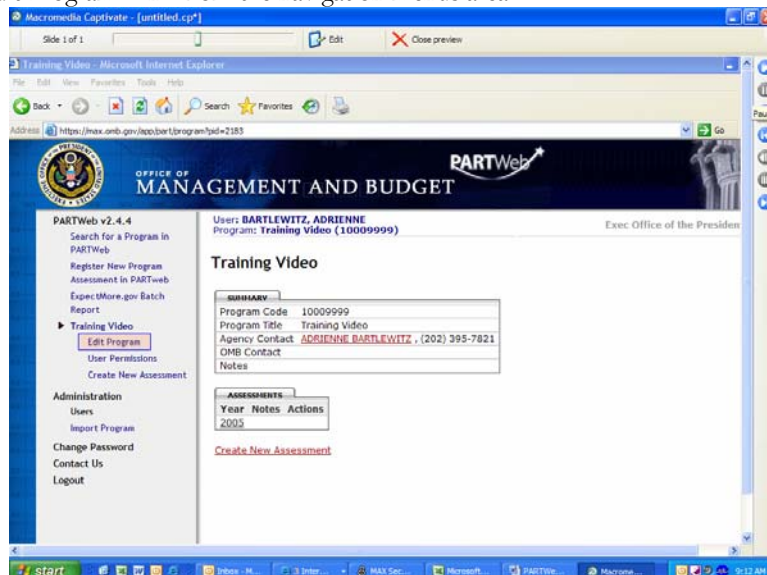 Macromedia Captivate - [untitled.cp*]
Slide 1 of 1 Edit Close preview
Training Video - Microsoft Internet Explorer
File Edit View Favorites Tools Help
Back Search Favorites
Address https://max.omb.gov/app/part/program?pid=2183 Go
PARTWeb
OFFICE OF
MANAGEMENT AND BUDGET
PARTWeb v2.4.4
Search for a Program in
PARTWeb
Register New Program
Assessment in PARTweb
ExpectMore.gov Batch
Report
Training Video
Edit Program
User Permissions
Create New Assessment
Administration
Users
Import Program
Change Password
Contact Us
Logout
User: BARTLEWITZ, ADRIENNE
Program: Training Video (10009999)
Exec Office of the Presiden
Training Video
SUMMARY
Program Code 10009999
Program Title Training Video
Agency Contact ADRIENNE BARTLEWITZ , (202) 395-7821
OMB Contact
Notes
ASSESSMENTS
Year Notes Actions
2005
Create New Assessment
start Inbox - M... 3 Inter... MAX Sec... Microsoft... PARTWe... Macrome... 9:12 AM